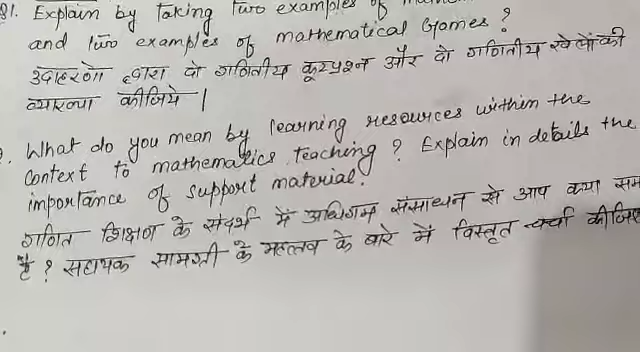 Q1. Explain by taking two examples of
and two examples of mathematical Games?
उदाहरणों द्वारा दो गणितीय कूटप्रश्न और दो गणितीय खेलों की
व्याख्या कीजिये |
What do you mean by learning resources within the
context to mathematics teaching? Explain in details the
importance of support material.
गणित शिक्षण के संदर्भ में अधिगम संसाधन से आप क्या सम
है? सहायक सामग्री के महत्लव के बारे में विस्तृत चर्चा कीजिए